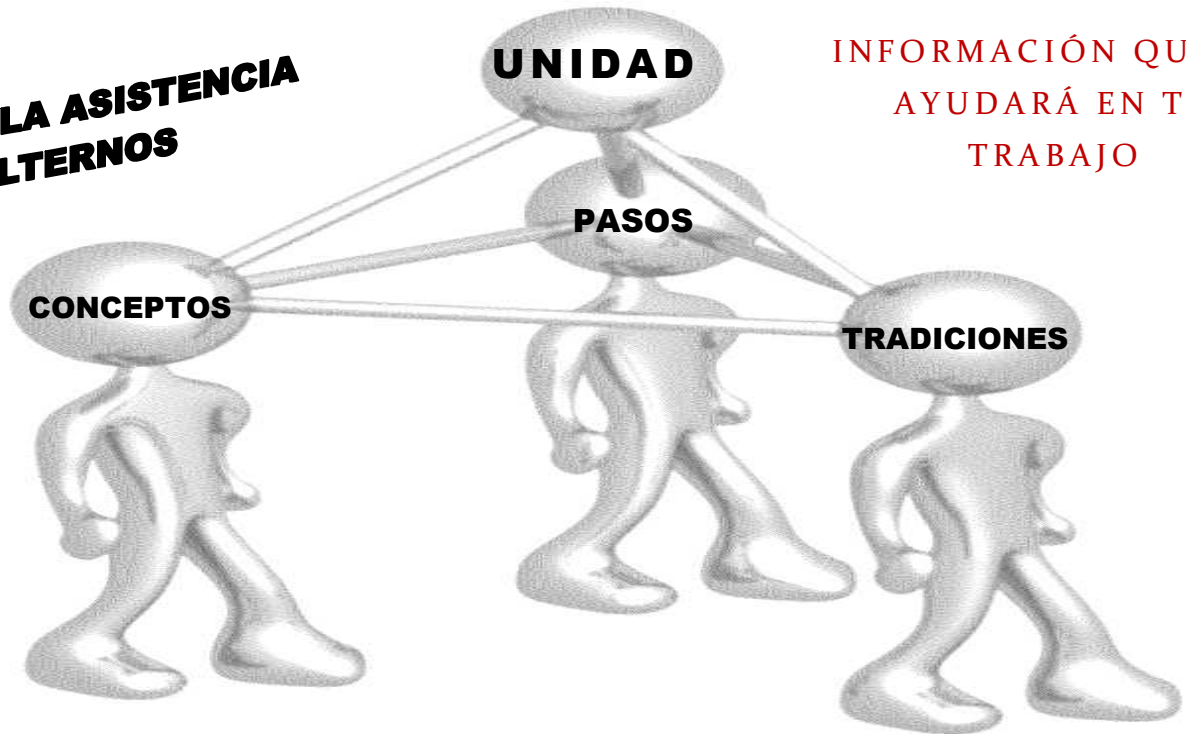 LA ASISTENCIA
LTERNOS
UNIDAD
INFORMACIÓN QU
AYUDARÁ EN T
TRABAJO
PASOS
CONCEPTOS
TRADICIONES